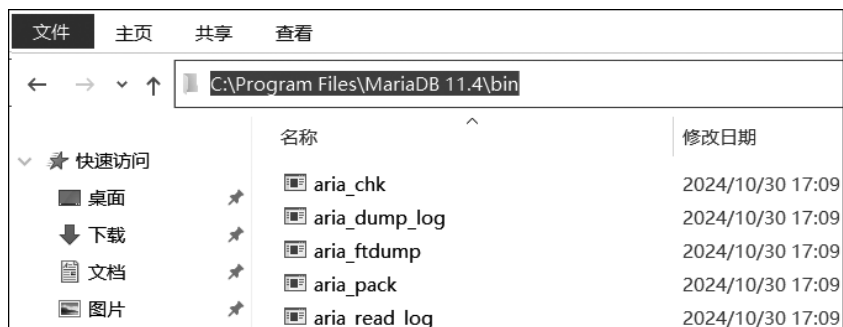 文件 主页 共享 查看
C:\Program Files\MariaDB 11.4\bin
名称 修改日期
快速访问
桌面
下载
文档
图片
aria_chk 2024/10/30 17:09
aria_dump_log 2024/10/30 17:09
aria_ftdump 2024/10/30 17:09
aria_pack 2024/10/30 17:09
aria_read_log 2024/10/30 17:09